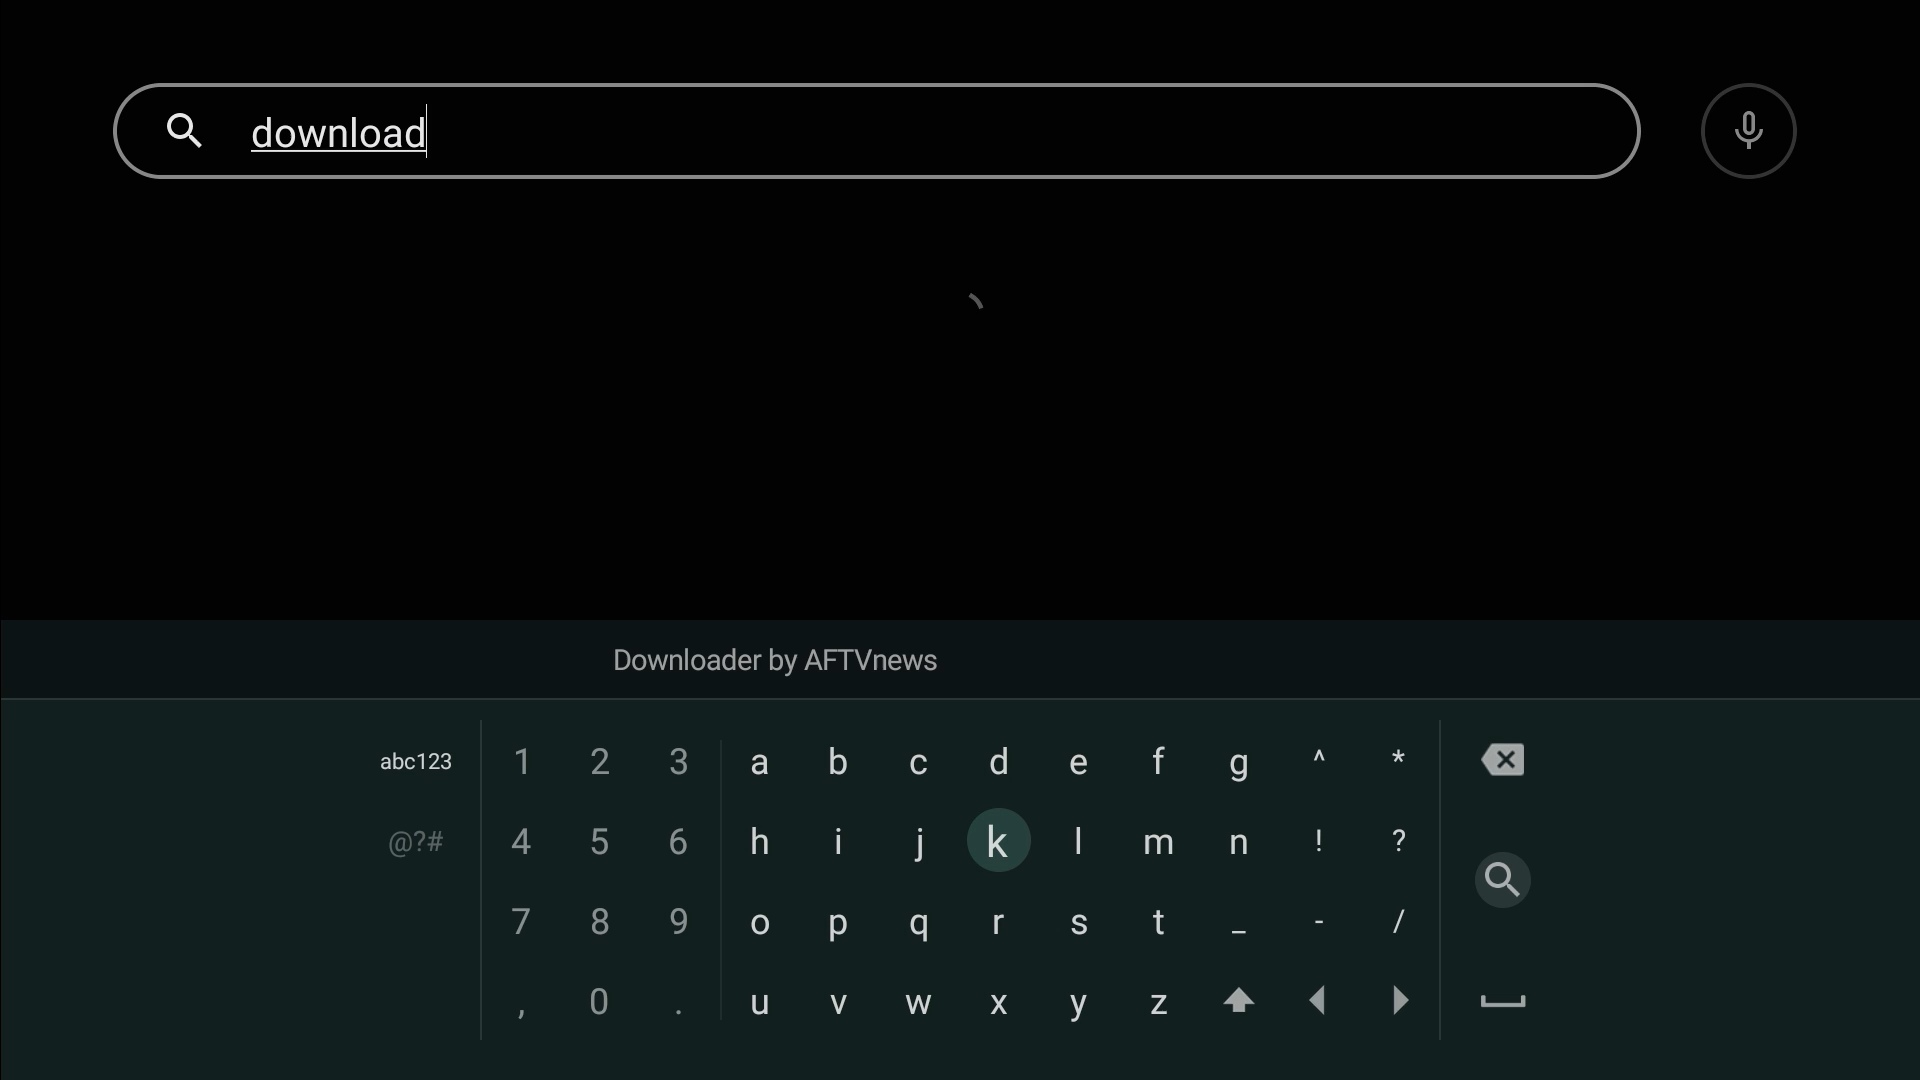 download
Downloader by AFTVnews
abc123 1 2 3 a b c d e f g ^ *
@?# 4 5 6 h i j k l m n ! ?
7 8 9 o p q r s t _ - /
, 0 . u v w x y z